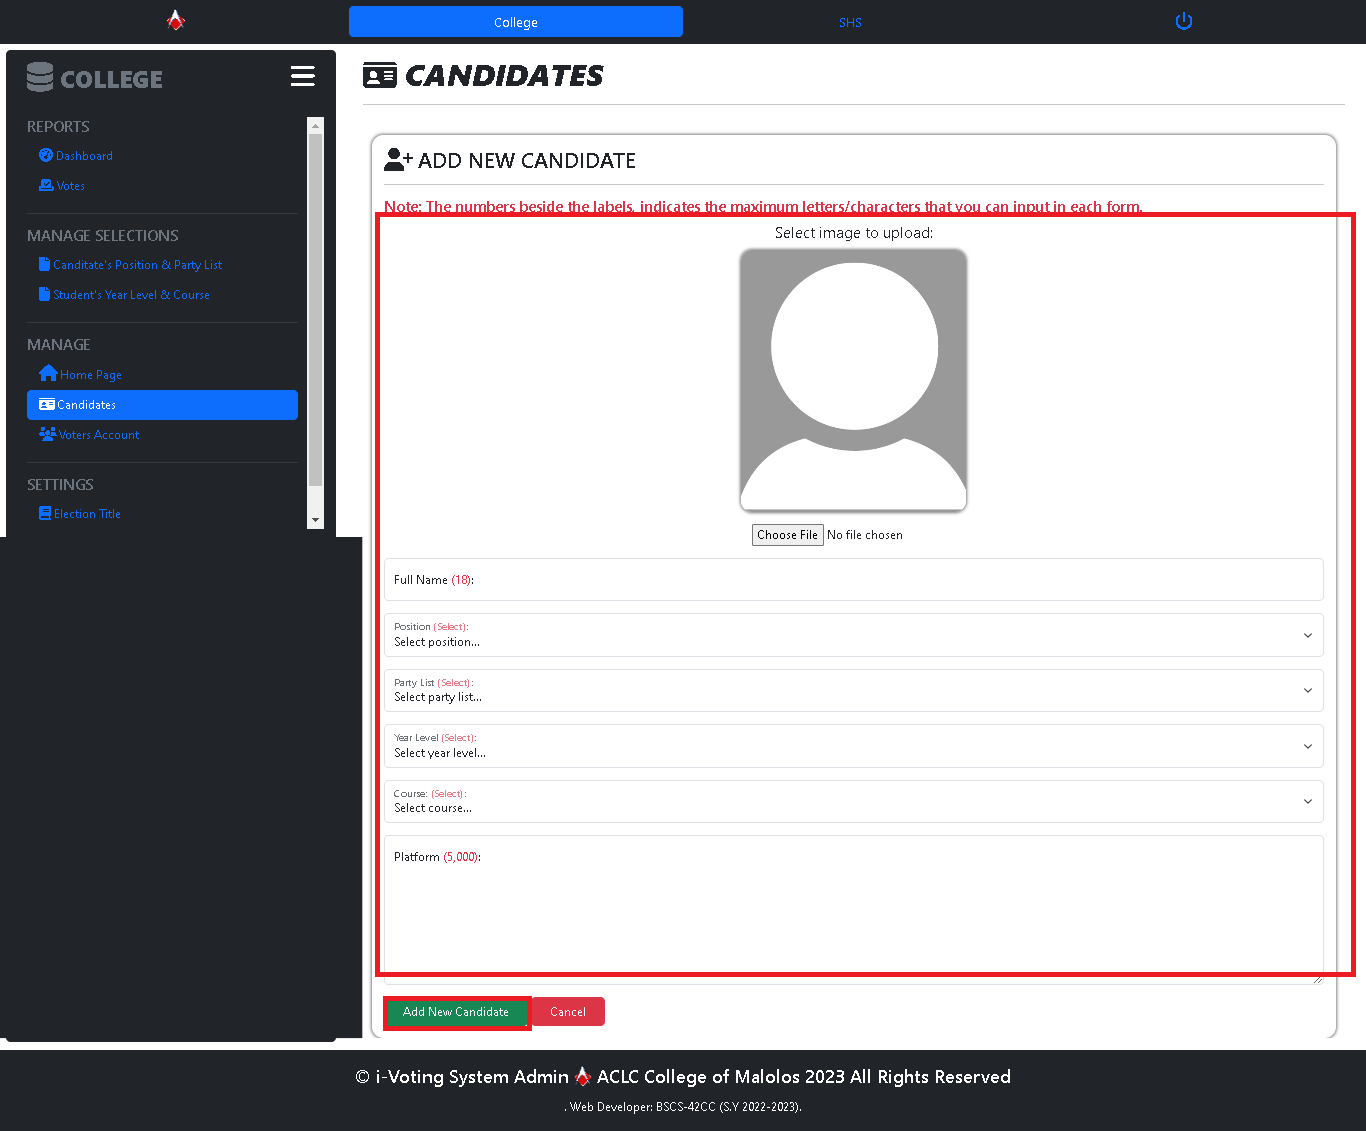 College
SHS
COLLEGE
REPORTS
Dashboard
Votes
MANAGE SELECTIONS
Canditate's Position & Party List
Student's Year Level & Course
MANAGE
Home Page
Candidates
Voters Account
SETTINGS
Election Title
CANDIDATES
ADD NEW CANDIDATE
Note: The numbers beside the labels, indicates the maximum letters/characters that you can input in each form.
Select image to upload:
Choose File No file chosen
Full Name (18):
Position (Select):
Select position...
Party List (Select):
Select party list...
Year Level (Select):
Select year level...
Course: (Select):
Select course...
Platform (5,000):
Add New Candidate
Cancel
© i-Voting System Admin ACLC College of Malolos 2023 All Rights Reserved
. Web Developer: BSCS-42CC (S.Y 2022-2023).